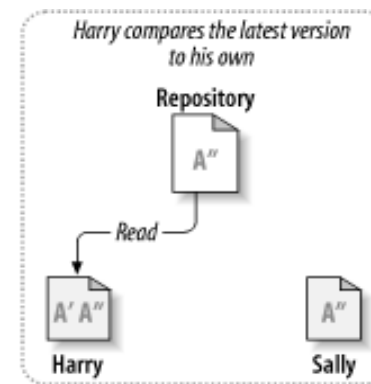 Harry compares the latest version
to his own
Repository
A"
Read
A' A"
A"
Harry
Sally